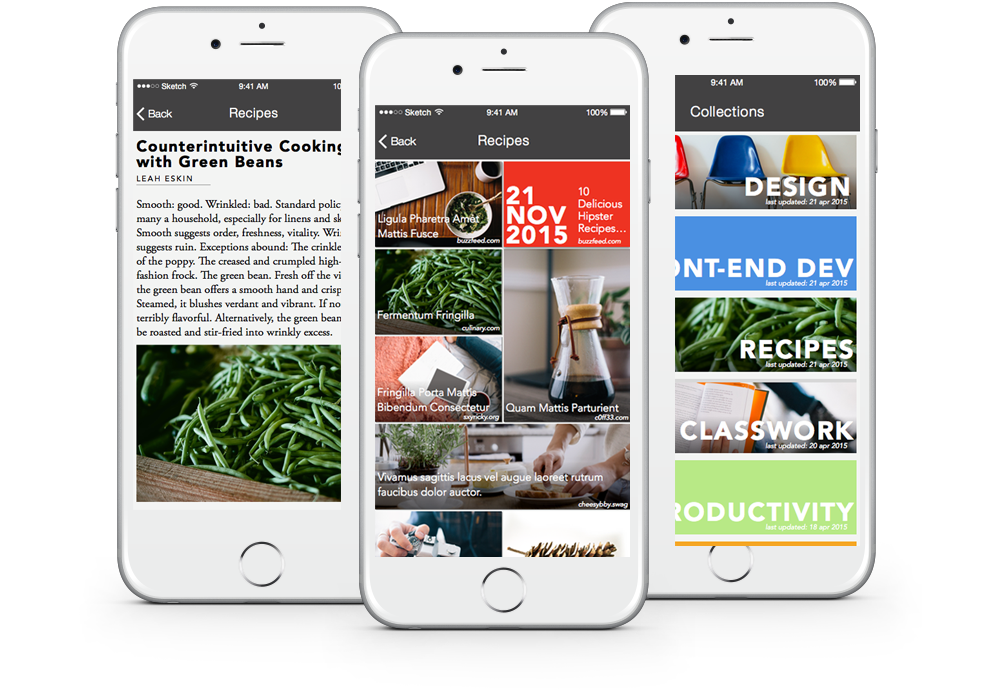 Sketch 9:41 AM 10
Back Recipes
Counterintuitive Cooking
with Green Beans
LEAH ESKIN
Smooth: good. Wrinkled: bad. Standard polic
many a household, especially for linens and sk
Smooth suggests order, freshness, vitality. Wri
suggests ruin. Exceptions abound: The crinkle
of the poppy. The creased and crumpled high-
fashion frock. The green bean. Fresh off the vi
the green bean offers a smooth hand and crisp
Steamed, it blushes verdant and vibrant. If no
terribly flavorful. Alternatively, the green bean
be roasted and stir-fried into wrinkly excess.
Sketch 9:41 AM 100%
Back Recipes
Ligula Pharetra Amet
Mattis Fusce
buzzfeed.com
21
NOV
2015
10
Delicious
Hipster
Recipes...
buzzfeed.com
Fermentum Fringilla
culinary.com
Fringilla Porta Mattis
Bibendum Consectetur
sxyricky.org
Quam Mattis Parturient
c0ff33.com
Vivamus sagittis lacus vel augue laoreet rutrum
faucibus dolor auctor.
cheesybby.swag
9:41 AM 100%
Collections
DESIGN
last updated: 21 apr 2015
ONT-END DEV
last updated: 21 apr 2015
RECIPES
last updated: 21 apr 2015
CLASSWORK
last updated: 20 apr 2015
RODUCTIVITY
last updated: 18 apr 2015